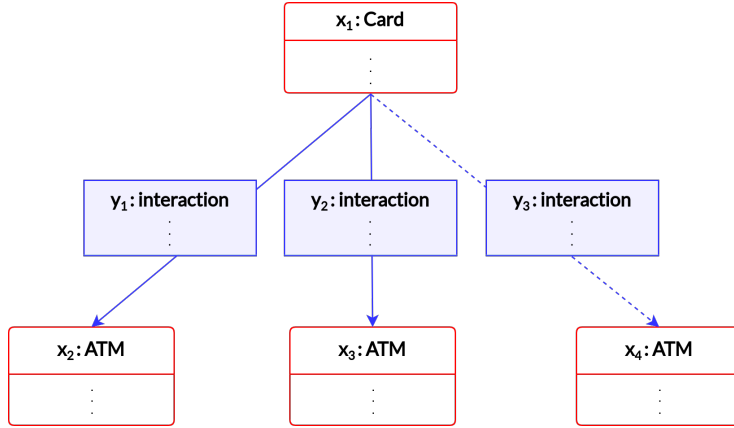 x₁: Card
y₁: interaction
y₂: interaction
y₃: interaction
x₂: ATM
x₃: ATM
x₄: ATM